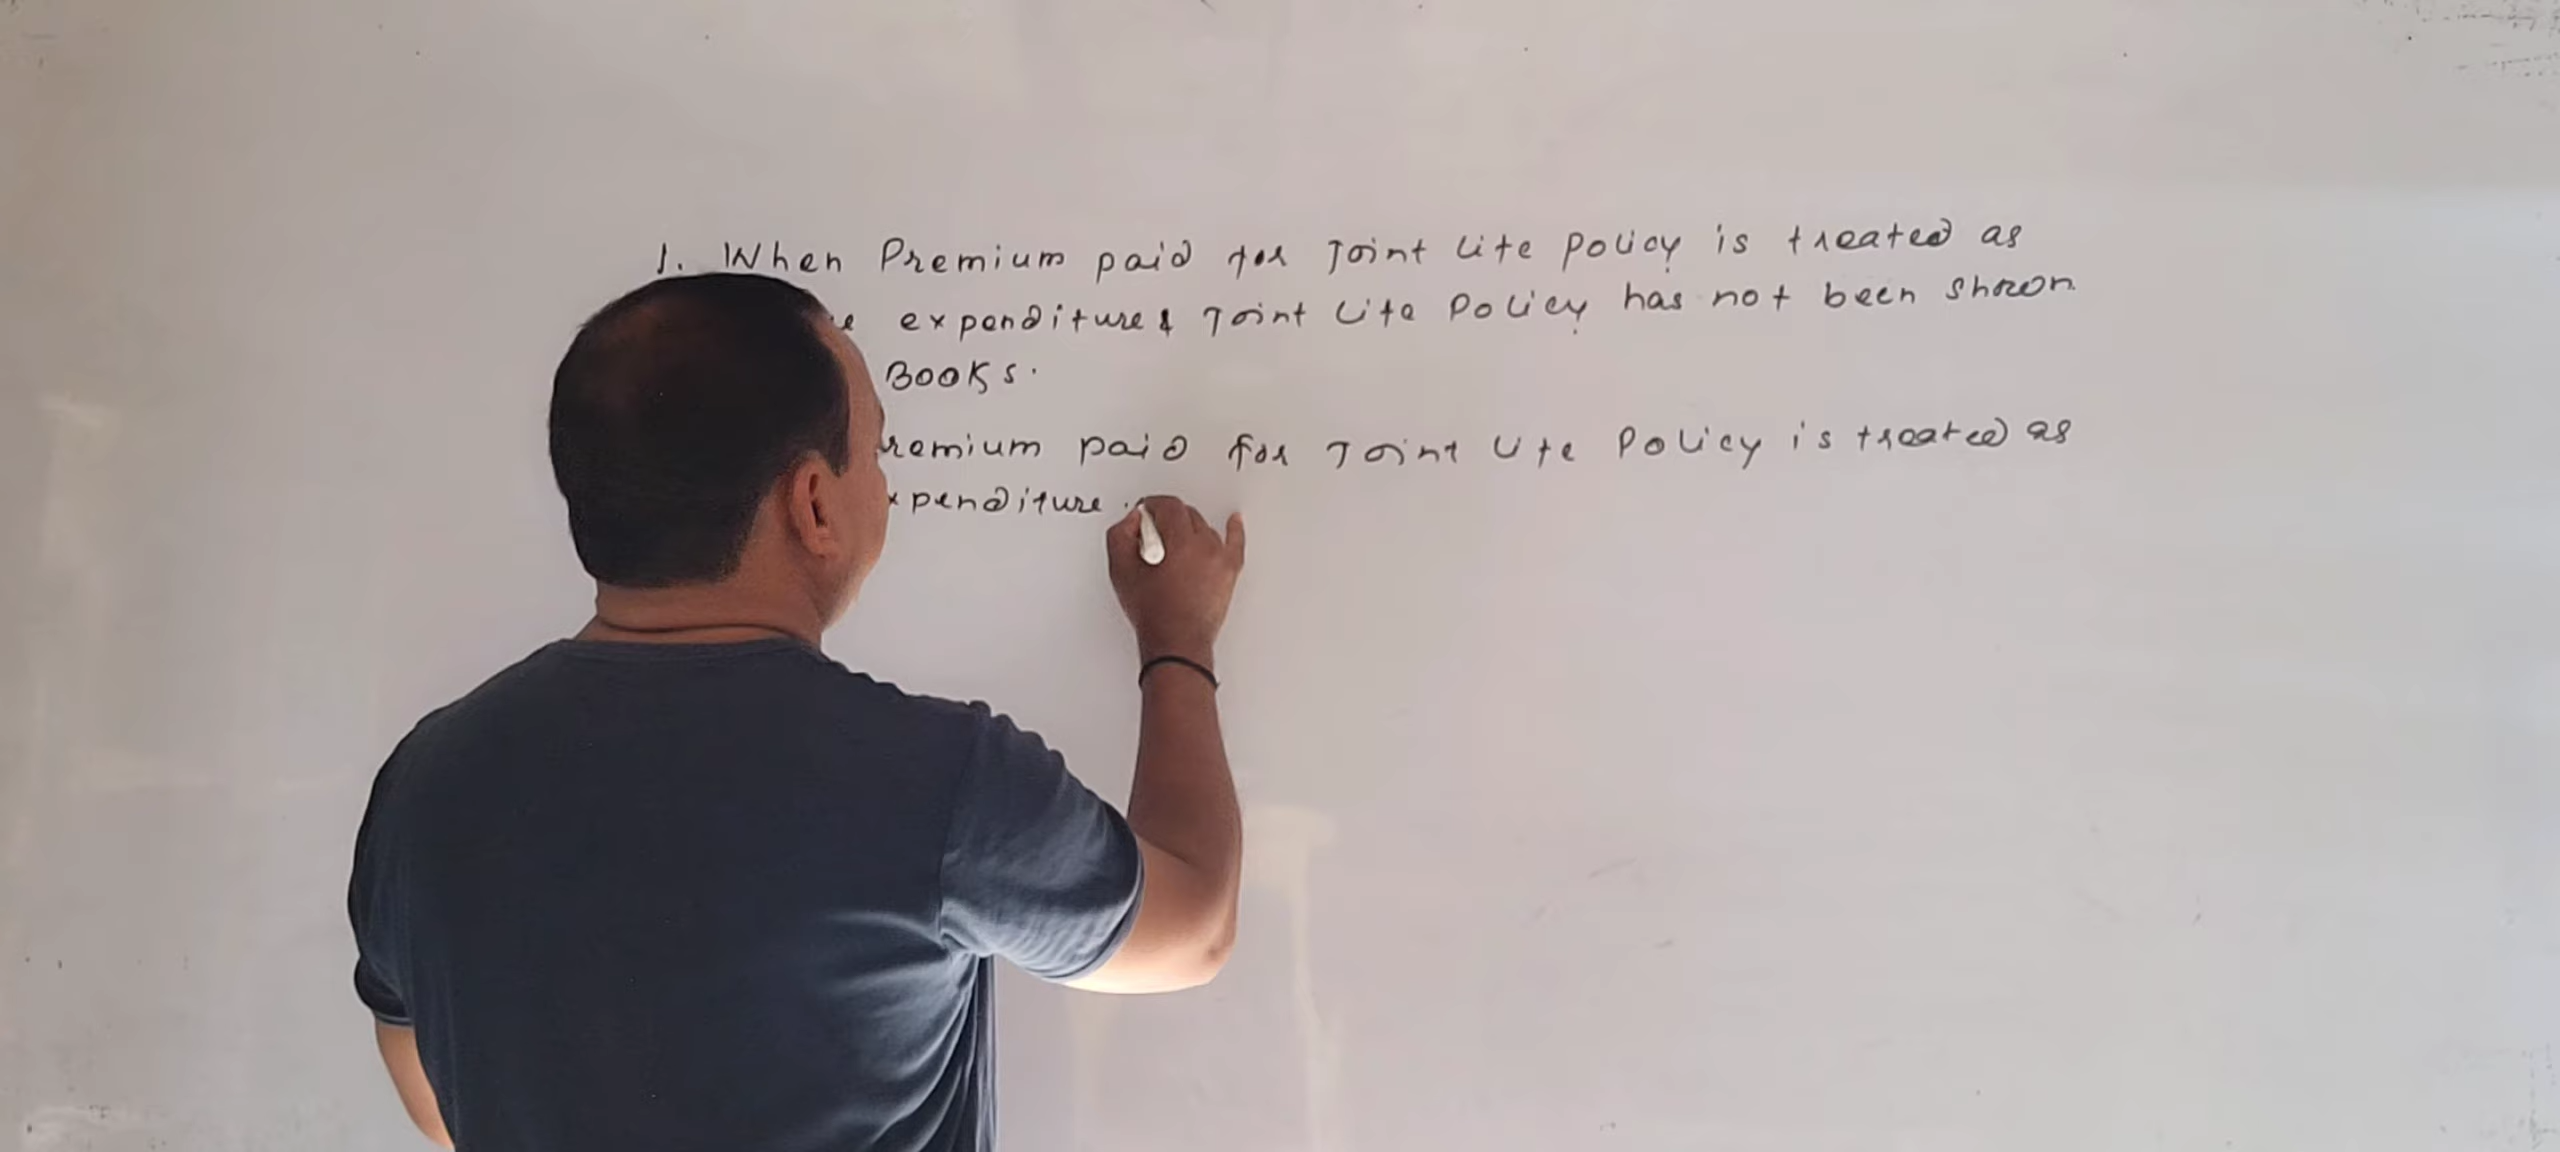 1. When Premium paid for Joint Life Policy is treated as
expenditure & Joint Life Policy has not been shown
Books.
remium paid for Joint Life Policy is treated as
xpenditure